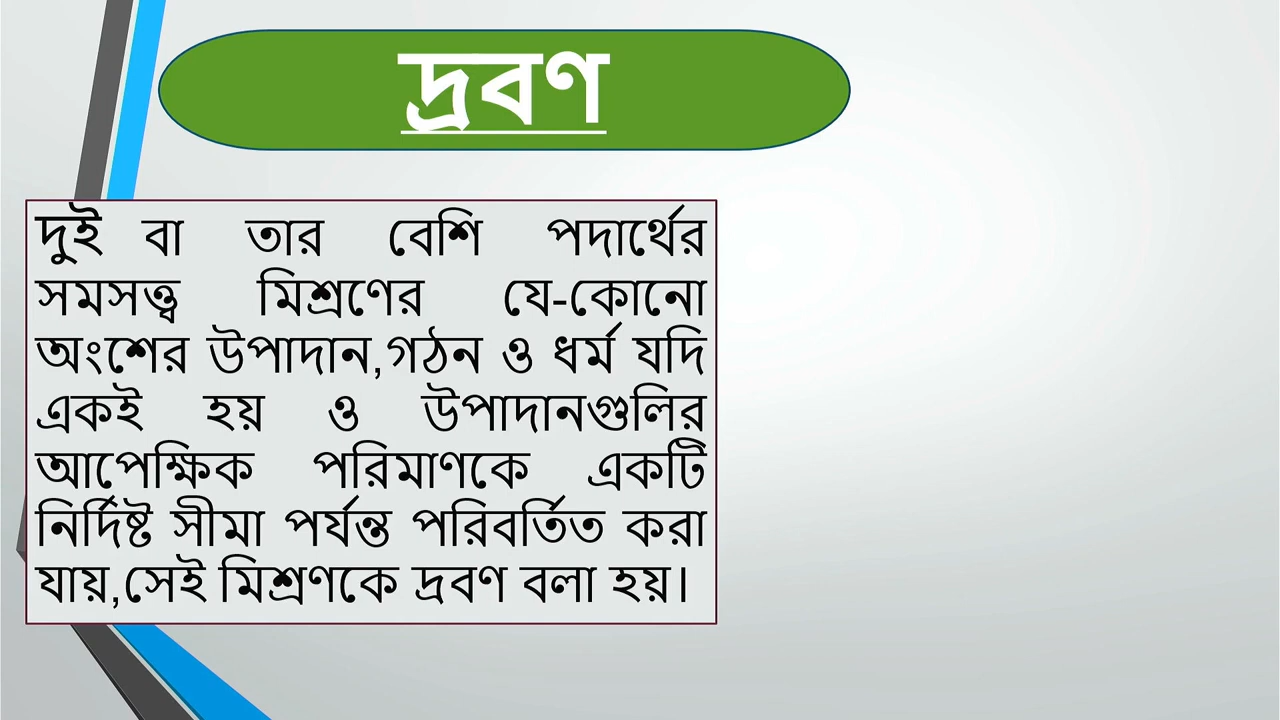 দ্রবণ
দুই বা তার বেশি পদার্থের
সমসত্ত্ব মিশ্রণের যে-কোনো
অংশের উপাদান,গঠন ও ধর্ম যদি
একই হয় ও উপাদানগুলির
আপেক্ষিক পরিমাণকে একটি
নির্দিষ্ট সীমা পর্যন্ত পরিবর্তিত করা
যায়,সেই মিশ্রণকে দ্রবণ বলা হয়।